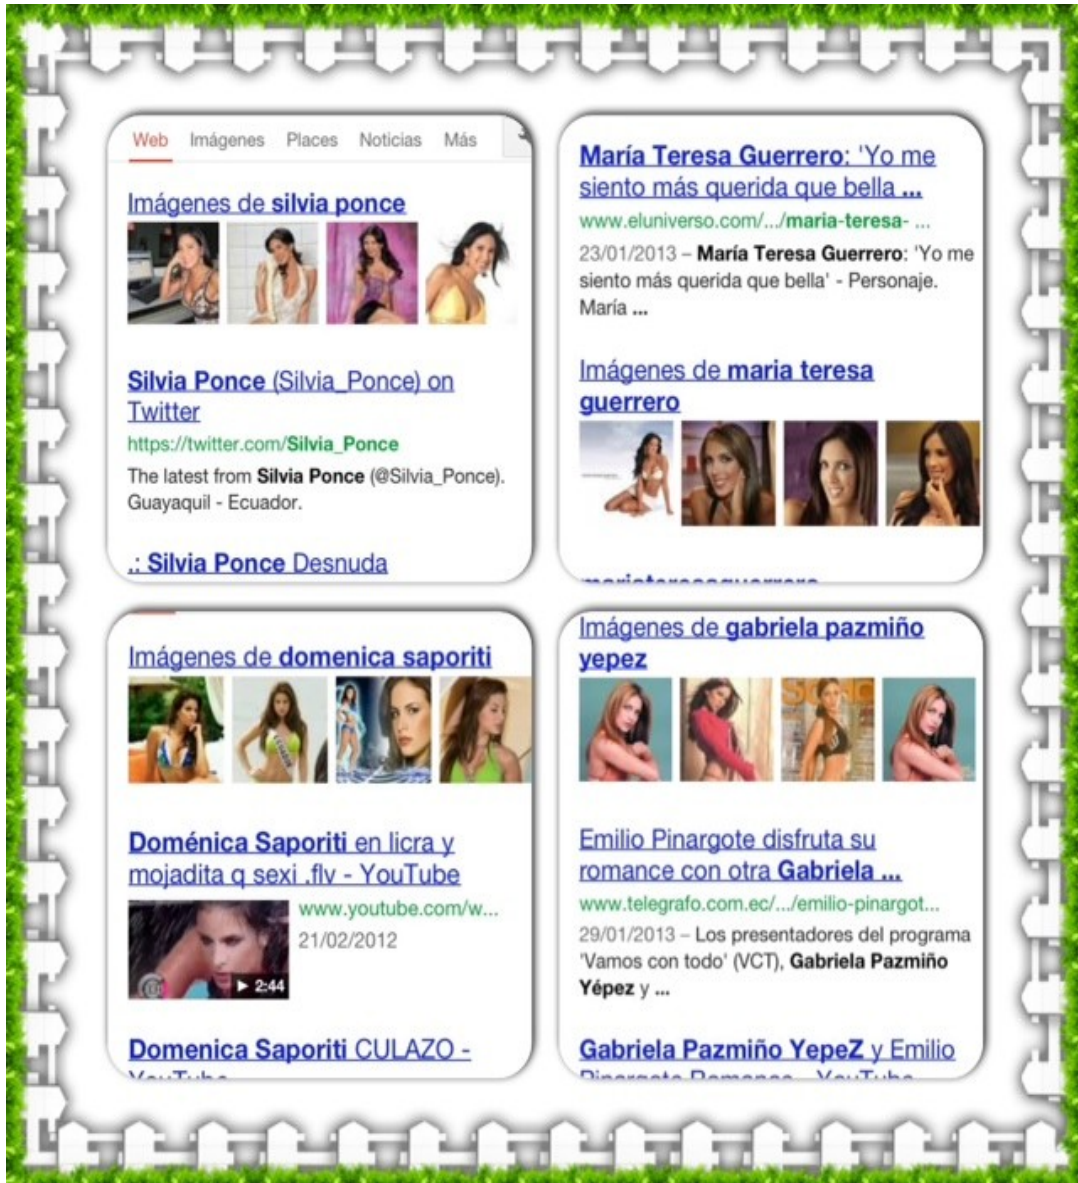 Web Imágenes Places Noticias Más
Imágenes de silvia ponce
Silvia Ponce (Silvia_Ponce) on
Twitter
https://twitter.com/Silvia_Ponce
The latest from Silvia Ponce (@Silvia_Ponce).
Guayaquil - Ecuador.
.: Silvia Ponce Desnuda
María Teresa Guerrero: 'Yo me
siento más querida que bella ...
www.eluniverso.com/.../maria-teresa- ...
23/01/2013 – María Teresa Guerrero: 'Yo me
siento más querida que bella' - Personaje.
María ...
Imágenes de maria teresa
guerrero
mariateresaguerrero
Imágenes de domenica saporiti
Doménica Saporiti en licra y
mojadita q sexi .flv - YouTube
www.youtube.com/w...
21/02/2012
2:44
Domenica Saporiti CULAZO -
YouTube
Imágenes de gabriela pazmiño
yepez
Emilio Pinargote disfruta su
romance con otra Gabriela ...
www.telegrafo.com.ec/.../emilio-pinargot...
29/01/2013 – Los presentadores del programa
'Vamos con todo' (VCT), Gabriela Pazmiño
Yépez y ...
Gabriela Pazmiño YepeZ y Emilio
Pinargote Romance - YouTube